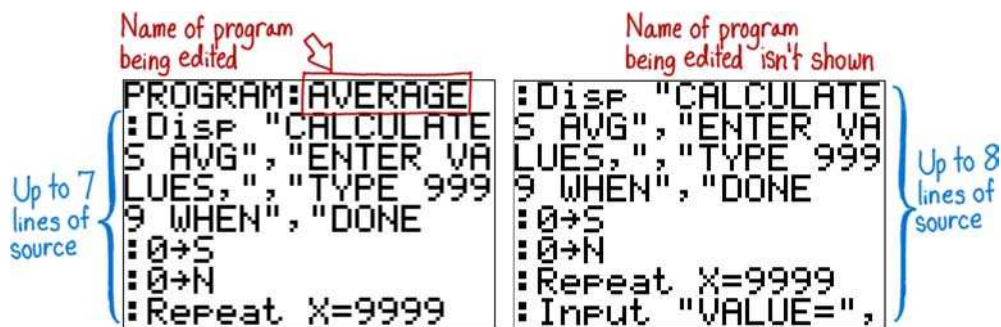 Name of program
being edited
PROGRAM:AVERAGE
:Disp "CALCULATE
S AVG","ENTER VA
LUES,","TYPE 999
9 WHEN","DONE
:0→S
:0→N
:Repeat X=9999
Up to 7
lines of
source
Name of program
being edited isn't shown
:Disp "CALCULATE
S AVG","ENTER VA
LUES,","TYPE 999
9 WHEN","DONE
:0→S
:0→N
:Repeat X=9999
:Input "VALUE=",
Up to 8
lines of
source